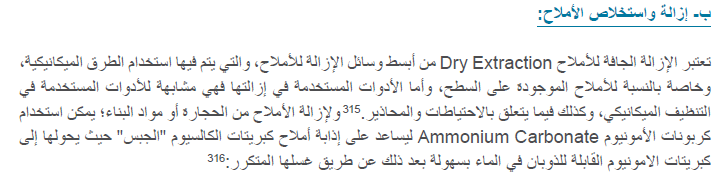 ب- إزالة واستخلاص الأملاح:
تعتبر الإزالة الجافة للأملاح Dry Extraction من أبسط وسائل الإزالة للأملاح، والتي يتم فيها استخدام الطرق الميكانيكية،
وخاصة بالنسبة للأملاح الموجودة على السطح، وأما الأدوات المستخدمة في إزالتها فهي مشابهة للأدوات المستخدمة في
التنظيف الميكانيكي، وكذلك فيما يتعلق بالاحتياطات والمحاذير.315 ولإزالة الأملاح من الحجارة أو مواد البناء؛ يمكن استخدام
كربونات الأمونيوم Ammonium Carbonate ليساعد على إذابة أملاح كبريتات الكالسيوم "الجبس" حيث يحولها إلى
كبريتات الامونيوم القابلة للذوبان في الماء بسهولة بعد ذلك عن طريق غسلها المتكرر:316